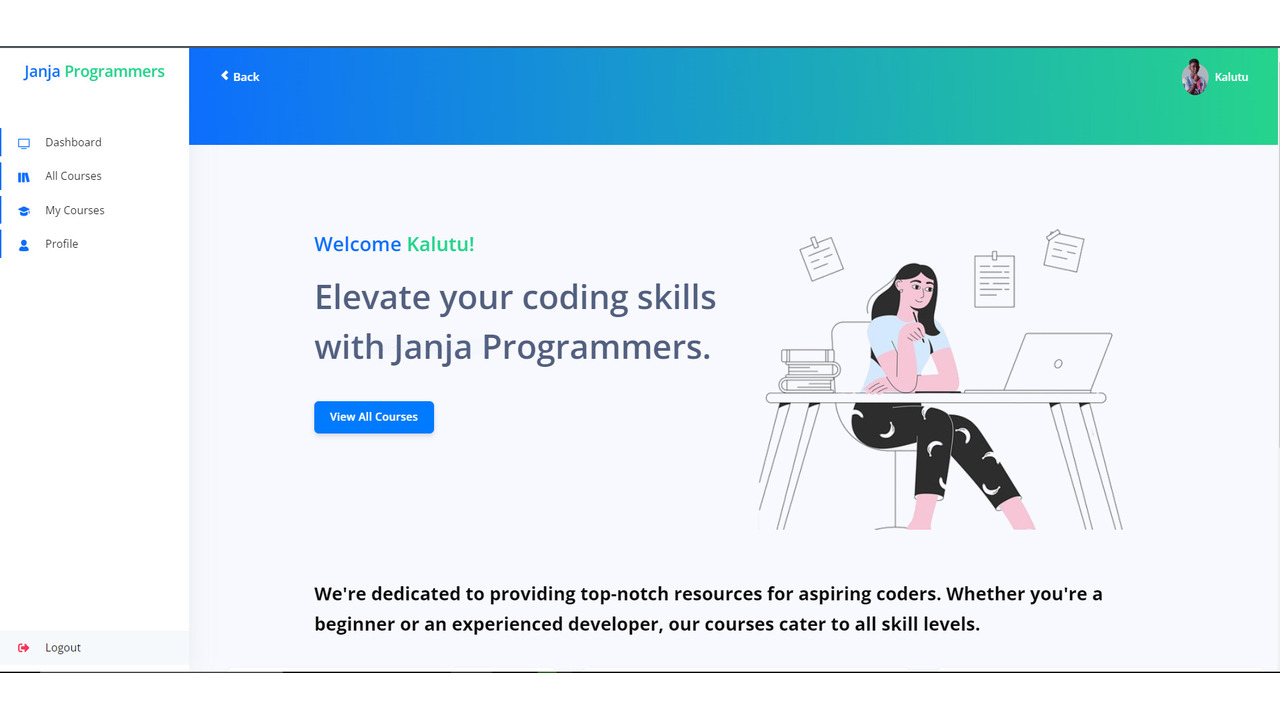 Janja Programmers
Back
Kalutu
Dashboard
All Courses
My Courses
Profile
Logout
Welcome Kalutu!
Elevate your coding skills
with Janja Programmers.
View All Courses
We're dedicated to providing top-notch resources for aspiring coders. Whether you're a
beginner or an experienced developer, our courses cater to all skill levels.